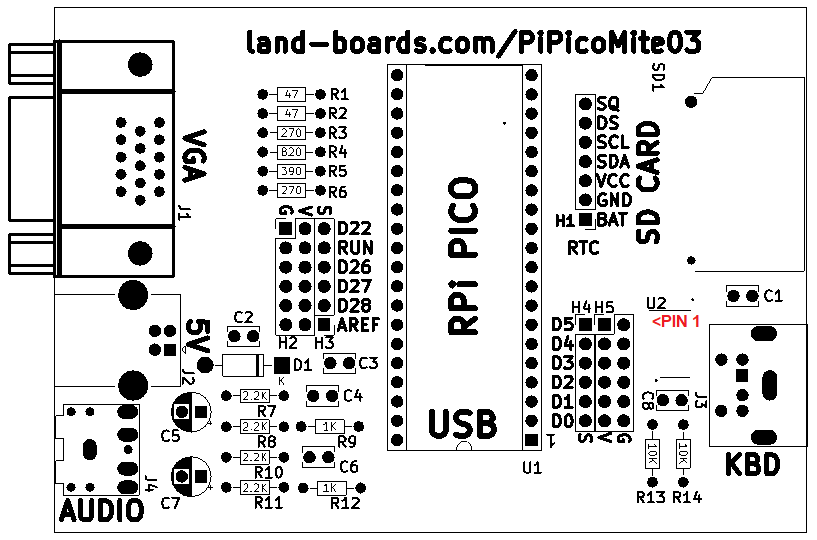 land-boards.com/PiPicoMite03
47 R1
47 R2
270 R3
820 R4
390 R5
270 R6
VGA
J1
G V S
D22
RUN
D26
D27
D28
AREF
H2 H3
RPi PICO
USB
U1
1
SQ
DS
SCL
SDA
VCC
GND
H1 BAT
RTC
SD1
SD CARD
U2
<PIN 1
C1
H4 H5
D5
D4
D3
D2
D1
D0
S V G
5V
J2
C2
D1
K
C3
C4
2.2K R7
C5
2.2K R8
1K R9
2.2K R10
C6
C7
2.2K R11
1K R12
J4
AUDIO
C8
J3
10K 10K
R13 R14
KBD
+
+